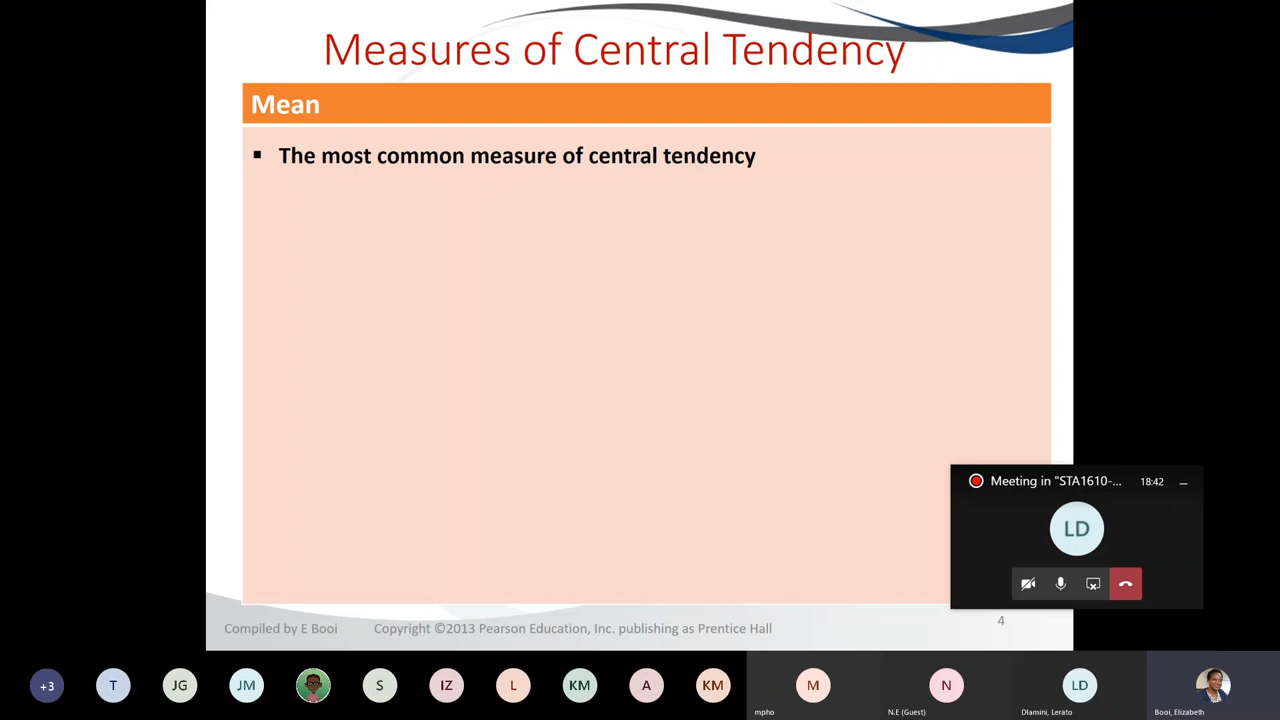 Measures of Central Tendency
Mean
▪ The most common measure of central tendency
Meeting in "STA1610-... 18:42
LD
Compiled by E Booi Copyright ©2013 Pearson Education, Inc. publishing as Prentice Hall 4
+3 T JG JM S IZ L KM A KM M N LD
mpho N.E (Guest) Dlamini, Lerato Booi, Elizabeth